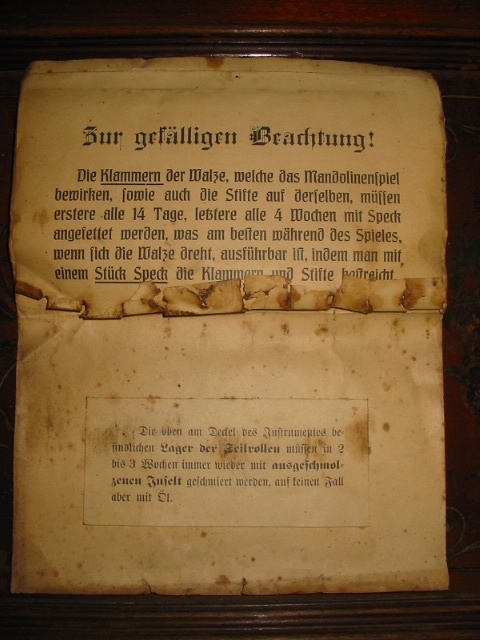 Zur gefälligen Beachtung!
Die Klammern der Walze, welche das Mandolinenspiel
bewirken, sowie auch die Stifte auf derselben, müssen
erstere alle 14 Tage, letztere alle 4 Wochen mit Speck
angefettet werden, was am besten während des Spieles,
wenn sich die Walze dreht, ausführbar ist, indem man mit
einem Stück Speck die Klammern und Stifte bestreicht.
Die oben am Deckel des Instrumentes be-
findlichen Lager der Seilrollen müssen in 2
bis 3 Wochen immer wieder mit ausgeschmol-
zenen Inselt geschmiert werden, auf keinen Fall
aber mit Öl.